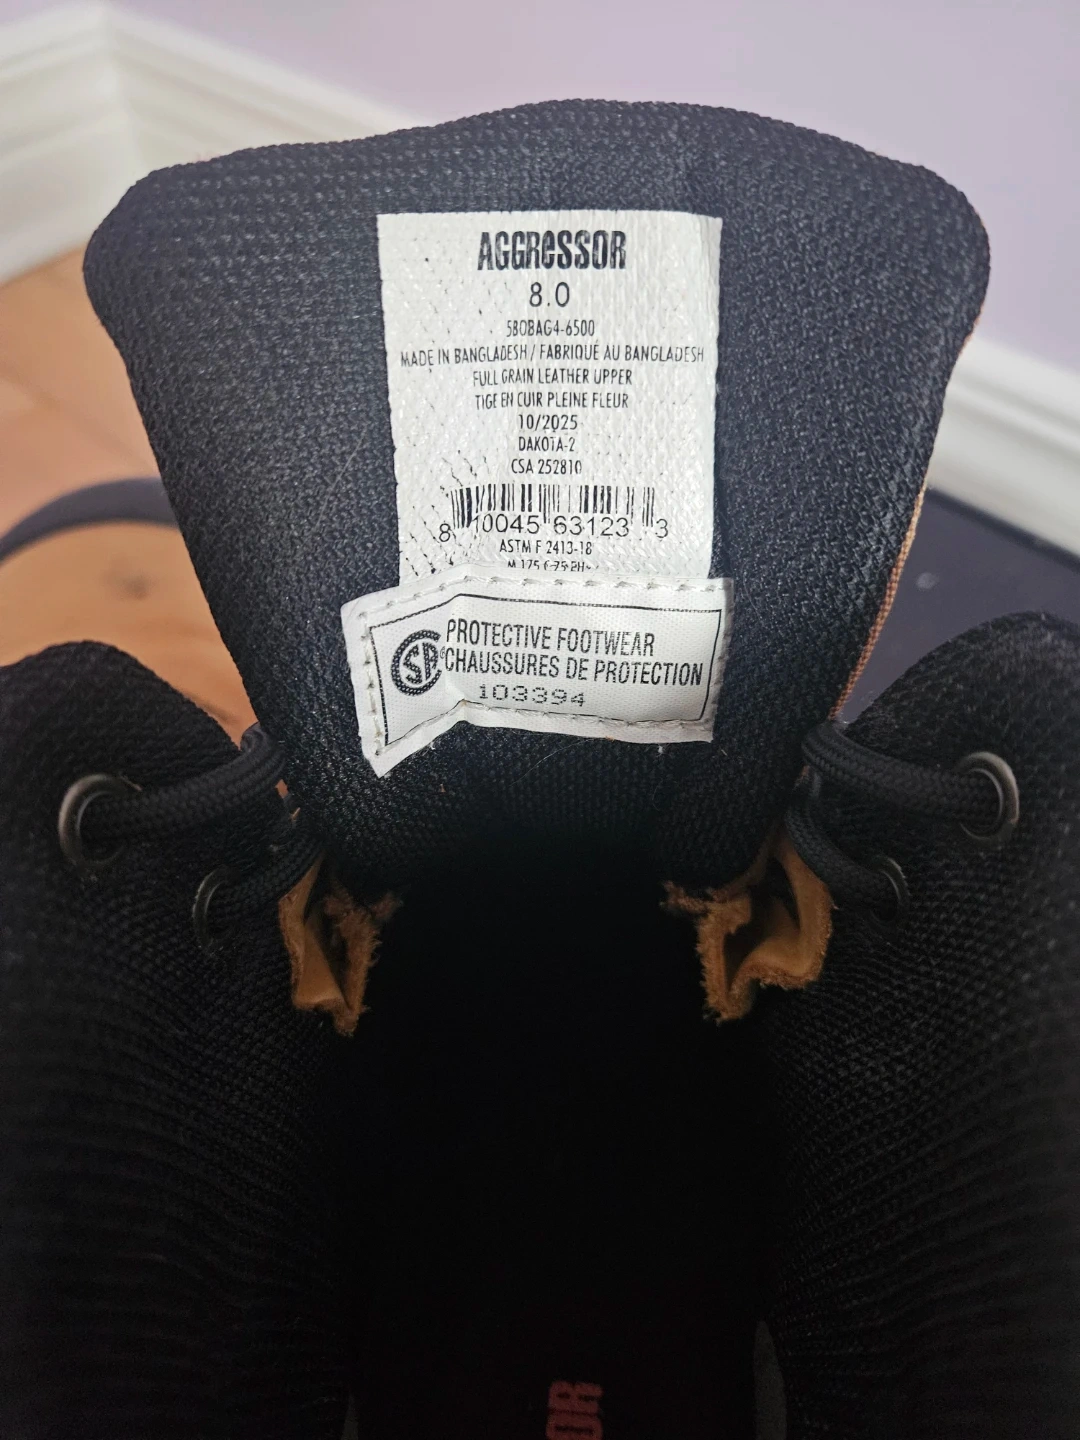 AGGRESSOR
8.0
5BOBAG4-6500
MADE IN BANGLADESH / FABRIQUÉ AU BANGLADESH
FULL GRAIN LEATHER UPPER
TIGE EN CUIR PLEINE FLEUR
10/2025
DAKOTA-2
CSA 252810
8 10045 63123 3
ASTM F 2413-18
PROTECTIVE FOOTWEAR
CHAUSSURES DE PROTECTION
103394
OR